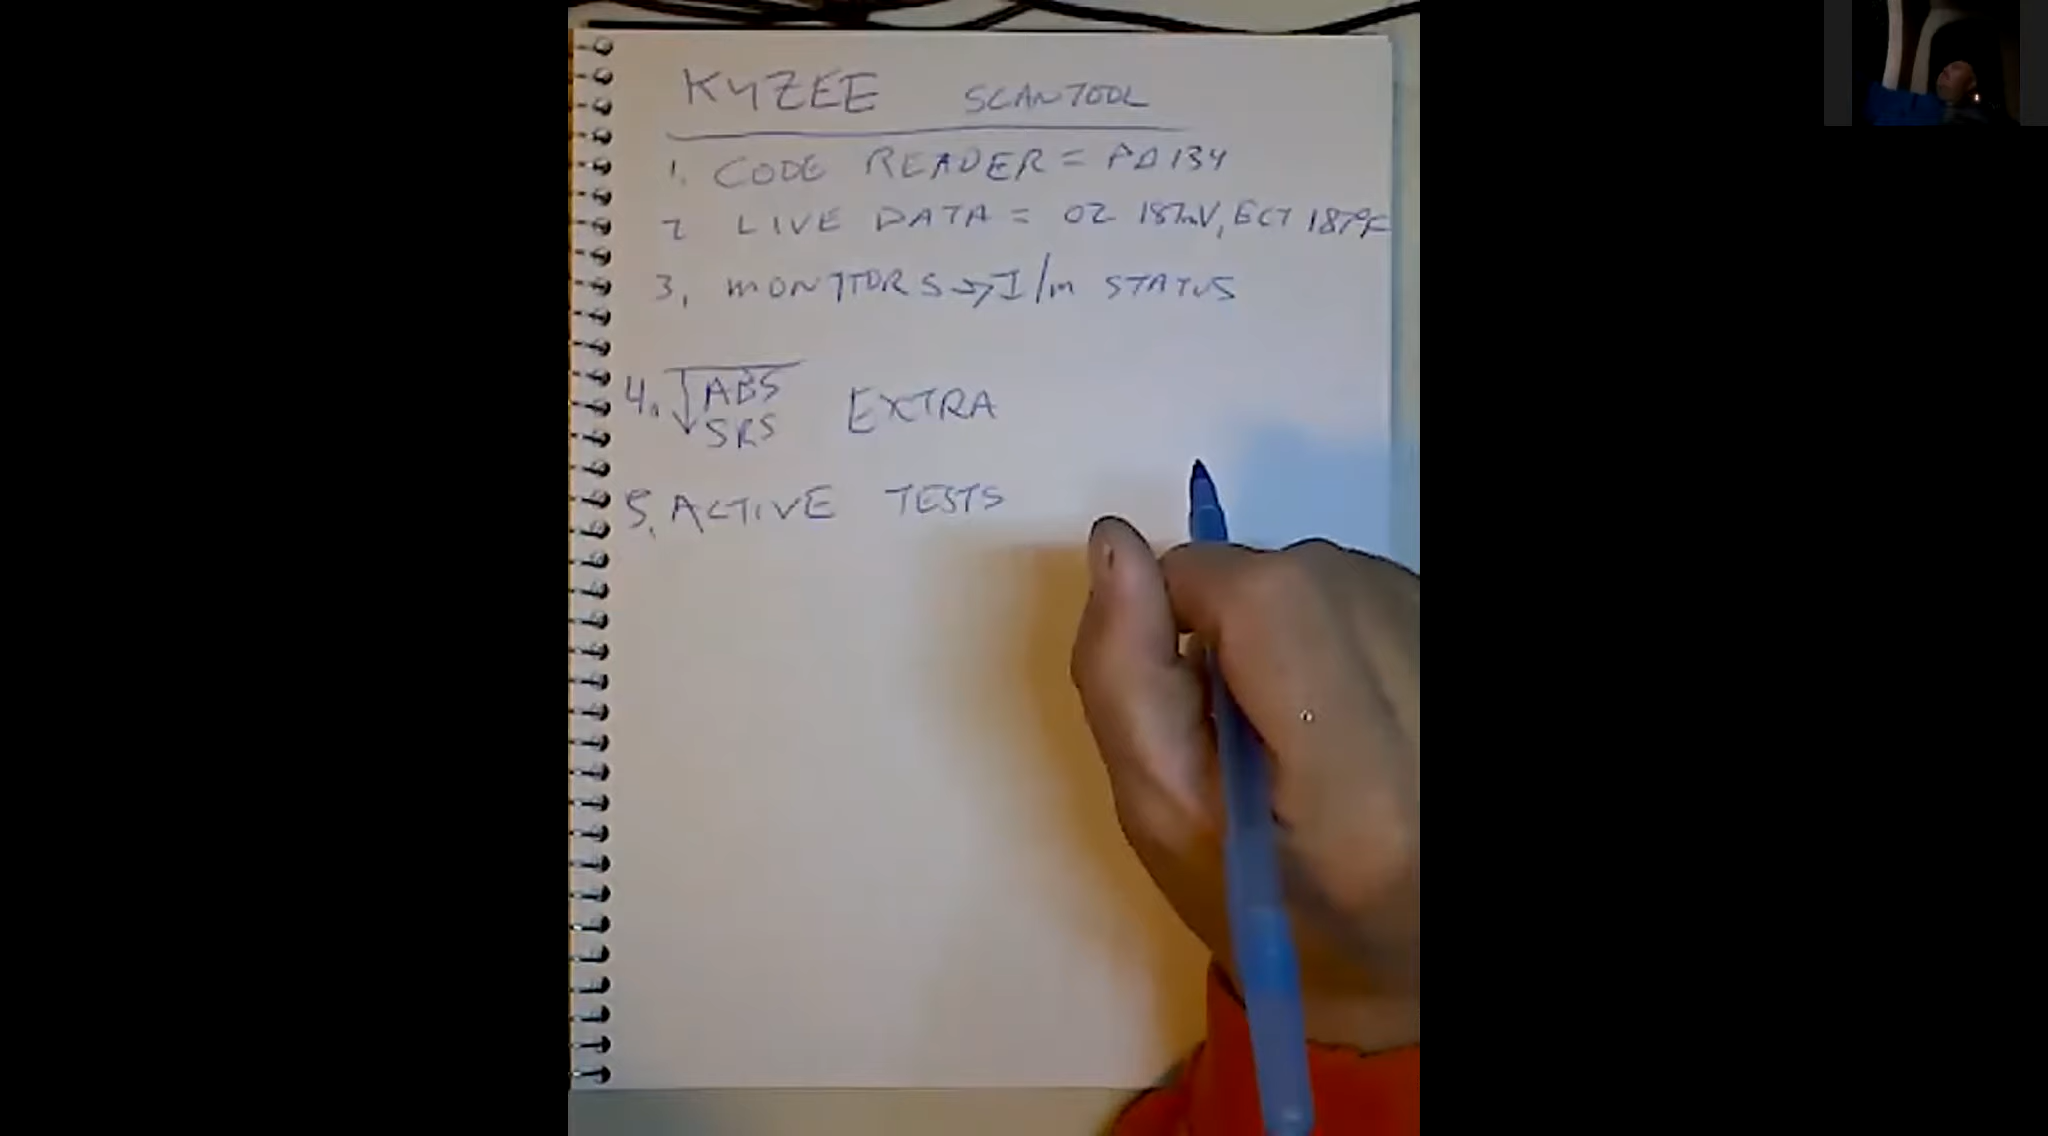 KYZEE SCANTOOL
1. CODE READER = PØ134
2 LIVE DATA = O2 187mV, ECT 187°F
3. MONITORS → I/m STATUS
4. ABS EXTRA
SRS
5. ACTIVE TESTS